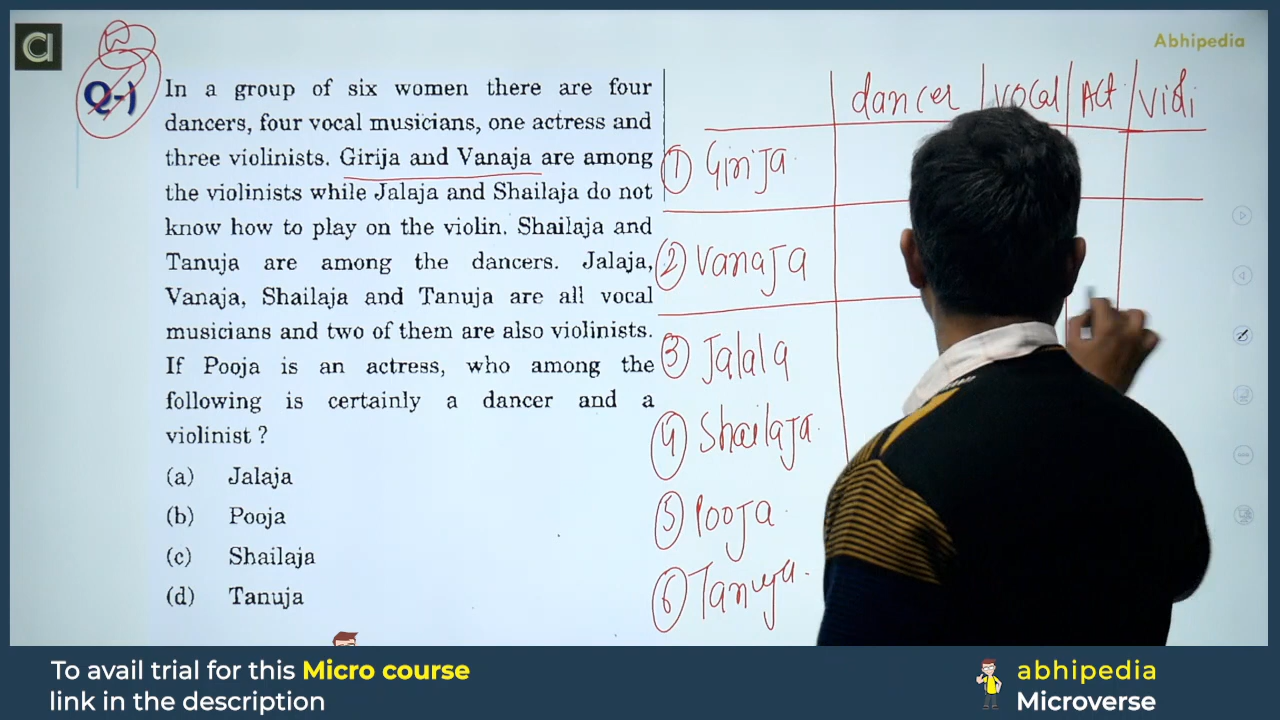 Abhipedia
Q-1
In a group of six women there are four
dancers, four vocal musicians, one actress and
three violinists. Girija and Vanaja are among
the violinists while Jalaja and Shailaja do not
know how to play on the violin. Shailaja and
Tanuja are among the dancers. Jalaja,
Vanaja, Shailaja and Tanuja are all vocal
musicians and two of them are also violinists.
If Pooja is an actress, who among the
following is certainly a dancer and a
violinist ?
(a) Jalaja
(b) Pooja
(c) Shailaja
(d) Tanuja
dancer vocal Act Violi
1 Girija
2 Vanaja
3 Jalala
4 Shailaja
5 Pooja
6 Tanuja
To avail trial for this Micro course
link in the description
abhipedia
Microverse